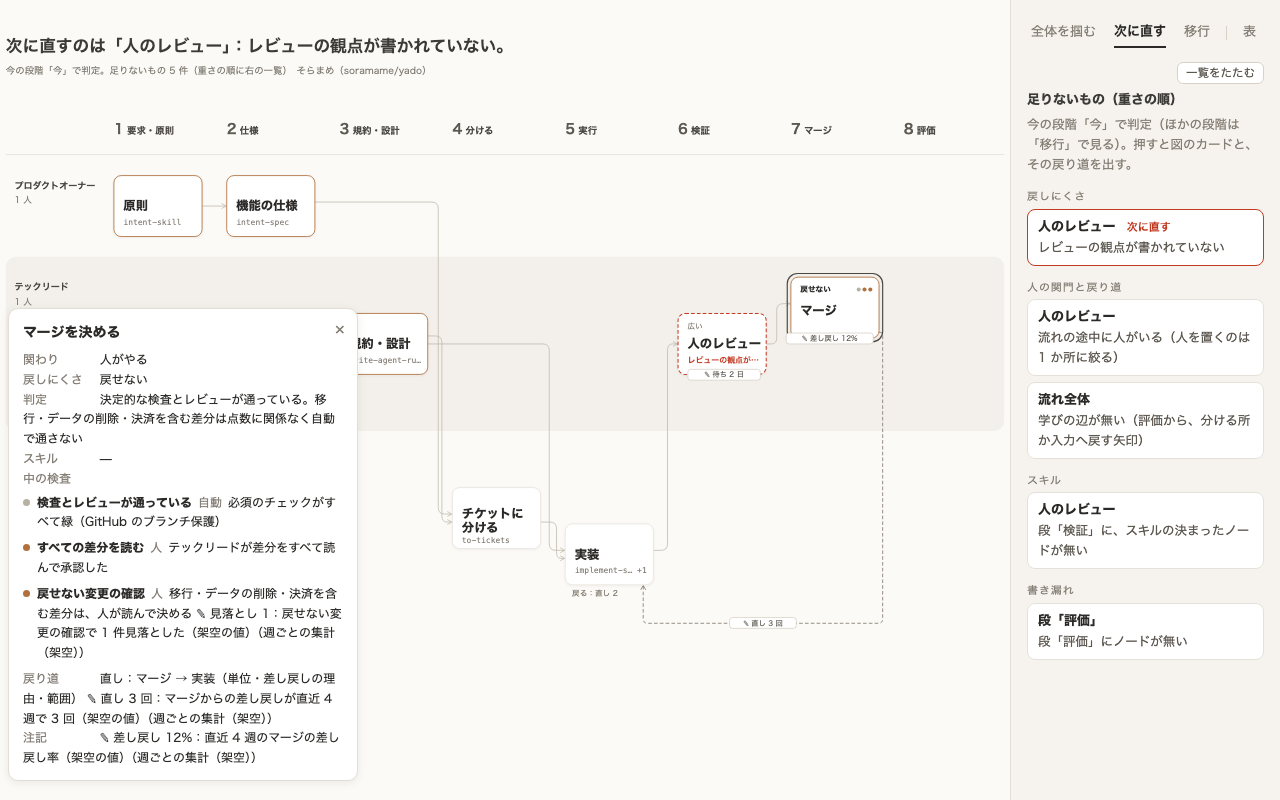 次に直すのは「人のレビュー」：レビューの観点が書かれていない。
今の段階「今」で判定。足りないもの 5 件（重さの順に右の一覧） そらまめ（soramame/yado）
1 要求・原則
2 仕様
3 規約・設計
4 分ける
5 実行
6 検証
7 マージ
8 評価
プロダクトオーナー
1 人
原則
intent-skill
機能の仕様
intent-spec
テックリード
1 人
規約・設計
ite-agent-ru…
広い
人のレビュー
レビューの観点が…
✎ 待ち 2 日
戻せない
マージ
✎ 差し戻し 12%
チケットに
分ける
to-tickets
実装
implement-s… +1
戻る：直し 2
✎ 直し 3 回
マージを決める
×
関わり 人がやる
戻しにくさ 戻せない
判定 決定的な検査とレビューが通っている。移
行・データの削除・決済を含む差分は点数に関係なく自動
で通さない
スキル —
中の検査
検査とレビューが通っている 自動 必須のチェックがす
べて緑（GitHub のブランチ保護）
すべての差分を読む 人 テックリードが差分をすべて読
んで承認した
戻せない変更の確認 人 移行・データの削除・決済を含
む差分は、人が読んで決める ✎ 見落とし 1：戻せない変
更の確認で 1 件見落とした（架空の値）（週ごとの集計
（架空））
戻り道 直し：マージ → 実装（単位・差し戻しの理
由・範囲） ✎ 直し 3 回：マージからの差し戻しが直近 4
週で 3 回（架空の値）（週ごとの集計（架空））
注記 ✎ 差し戻し 12%：直近 4 週のマージの差し
戻し率（架空の値）（週ごとの集計（架空））
全体を掴む
次に直す
移行
表
一覧をたたむ
足りないもの（重さの順）
今の段階「今」で判定（ほかの段階は
「移行」で見る）。押すと図のカードと、
その戻り道を出す。
戻しにくさ
人のレビュー 次に直す
レビューの観点が書かれていない
人の関門と戻り道
人のレビュー
流れの途中に人がいる（人を置くのは
1 か所に絞る）
流れ全体
学びの辺が無い（評価から、分ける所
か入力へ戻す矢印）
スキル
人のレビュー
段「検証」に、スキルの決まったノー
ドが無い
書き漏れ
段「評価」
段「評価」にノードが無い